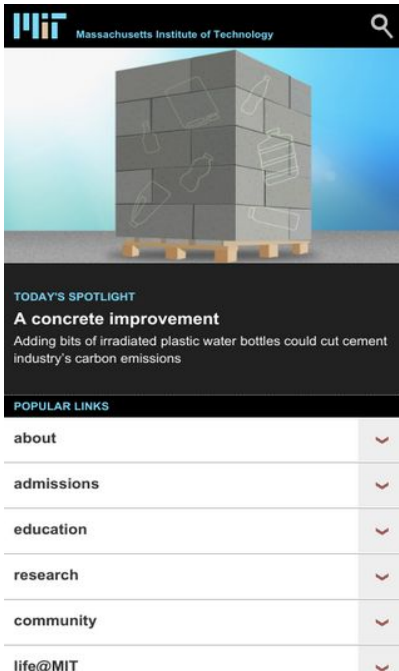 MIT Massachusetts Institute of Technology
TODAY'S SPOTLIGHT
A concrete improvement
Adding bits of irradiated plastic water bottles could cut cement
industry's carbon emissions
POPULAR LINKS
about
admissions
education
research
community
life@MIT